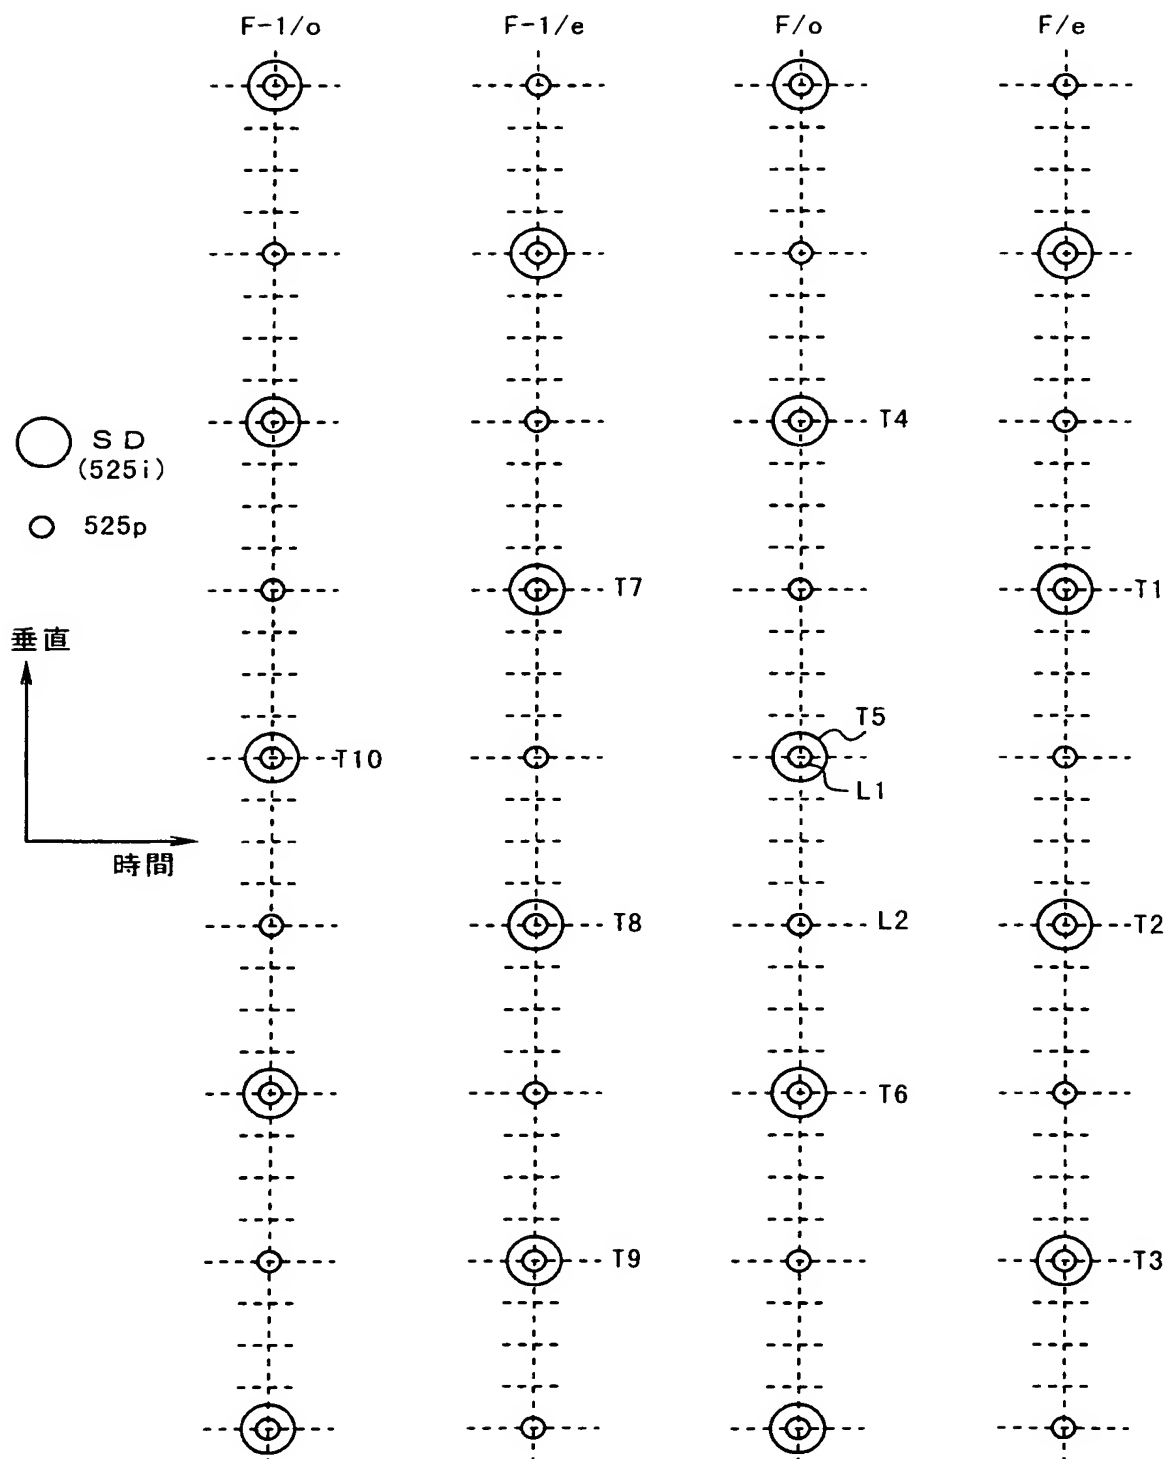 F-1/o F-1/e F/o F/e
T4
SD
(525i)
525p
T7 T1
垂直
T5
T10
L1
時間
T8 L2 T2
T6
T9 T3